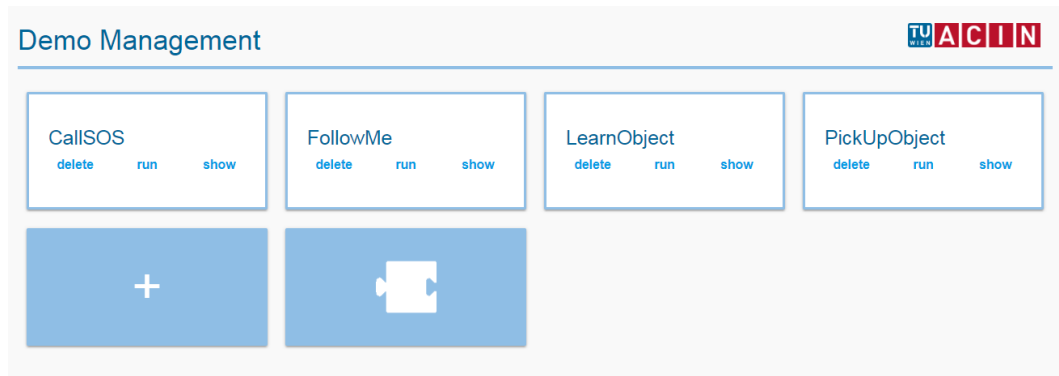 Demo Management
TU WIEN ACIN
CallSOS
delete run show
FollowMe
delete run show
LearnObject
delete run show
PickUpObject
delete run show
+